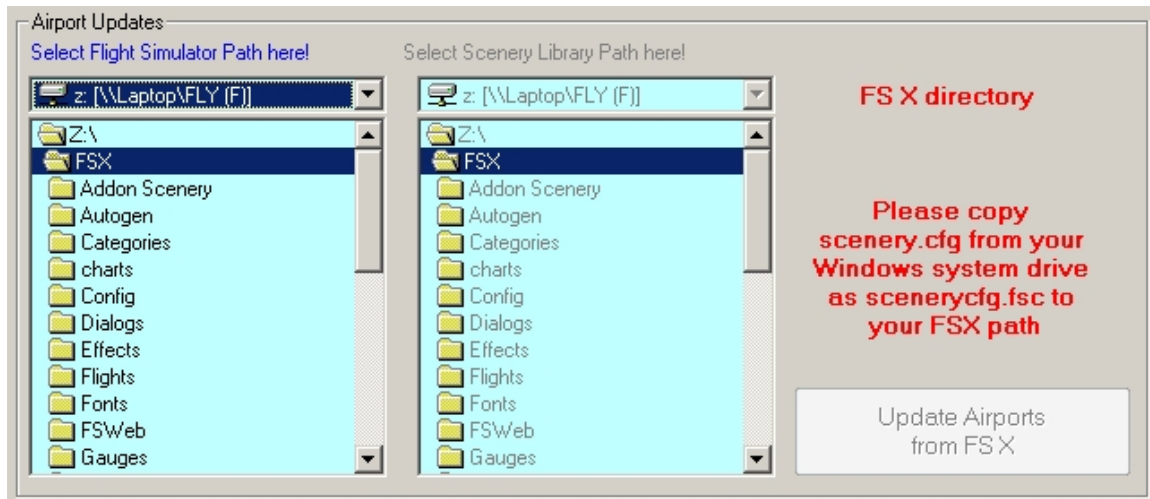 Airport Updates
Select Flight Simulator Path here!
z: [\\Laptop\FLY (F)]
Z:\
FSX
Addon Scenery
Autogen
Categories
charts
Config
Dialogs
Effects
Flights
Fonts
FSWeb
Gauges
Select Scenery Library Path here!
z: [\\Laptop\FLY (F)]
Z:\
FSX
Addon Scenery
Autogen
Categories
charts
Config
Dialogs
Effects
Flights
Fonts
FSWeb
Gauges
FS X directory
Please copy
scenery.cfg from your
Windows system drive
as scenerycfg.fsc to
your FSX path
Update Airports
from FS X